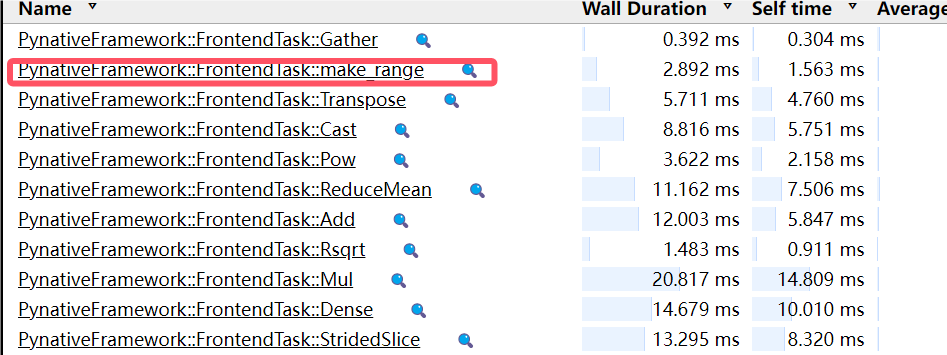 Name Wall Duration Self time Average
PynativeFramework::FrontendTask::Gather 0.392 ms 0.304 ms
PynativeFramework::FrontendTask::make_range 2.892 ms 1.563 ms
PynativeFramework::FrontendTask::Transpose 5.711 ms 4.760 ms
PynativeFramework::FrontendTask::Cast 8.816 ms 5.751 ms
PynativeFramework::FrontendTask::Pow 3.622 ms 2.158 ms
PynativeFramework::FrontendTask::ReduceMean 11.162 ms 7.506 ms
PynativeFramework::FrontendTask::Add 12.003 ms 5.847 ms
PynativeFramework::FrontendTask::Rsqrt 1.483 ms 0.911 ms
PynativeFramework::FrontendTask::Mul 20.817 ms 14.809 ms
PynativeFramework::FrontendTask::Dense 14.679 ms 10.010 ms
PynativeFramework::FrontendTask::StridedSlice 13.295 ms 8.320 ms